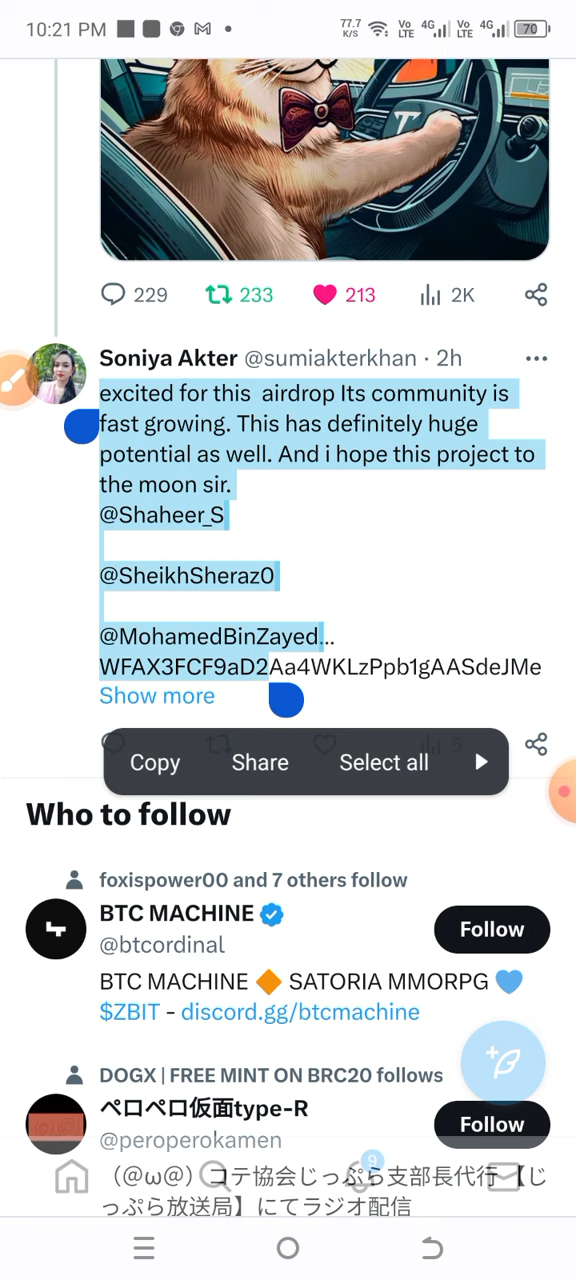 10:21 PM
77.7 K/S Vo LTE 4G Vo LTE 4G 70
229 233 213 2K
Soniya Akter @sumiakterkhan · 2h
excited for this airdrop Its community is
fast growing. This has definitely huge
potential as well. And i hope this project to
the moon sir.
@Shaheer_S
@SheikhSheraz0
@MohamedBinZayed...
WFAX3FCF9aD2Aa4WKLzPpb1gAASdeJMe
Show more
5
Copy Share Select all
Who to follow
foxispower00 and 7 others follow
BTC MACHINE
Follow
@btcordinal
BTC MACHINE 🔶 SATORIA MMORPG 💙
$ZBIT - discord.gg/btcmachine
DOGX | FREE MINT ON BRC20 follows
ペロペロ仮面type-R
Follow
@peroperokamen
9
（@ω@）コテ協会じっぷら支部長代行【じ
っぷら放送局】にてラジオ配信